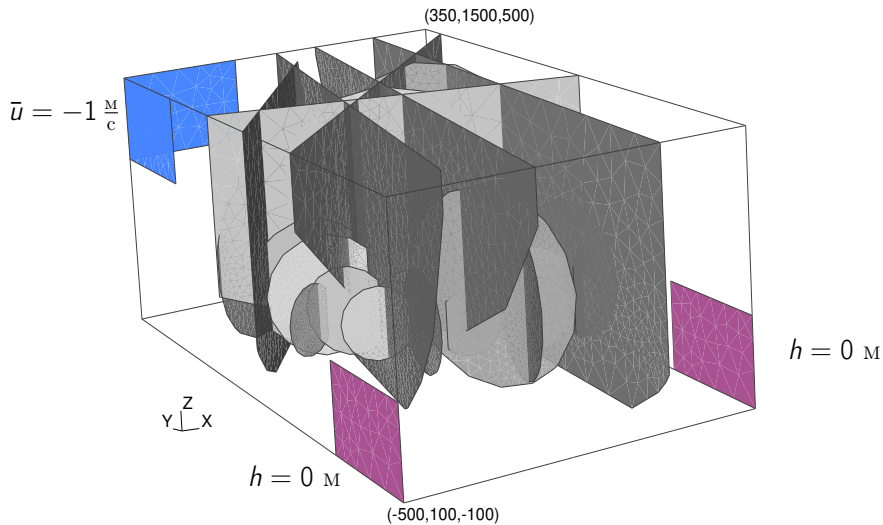 (350,1500,500)
ū = −1 м/с
h = 0 м
Z
Y X
h = 0 м
(-500,100,-100)